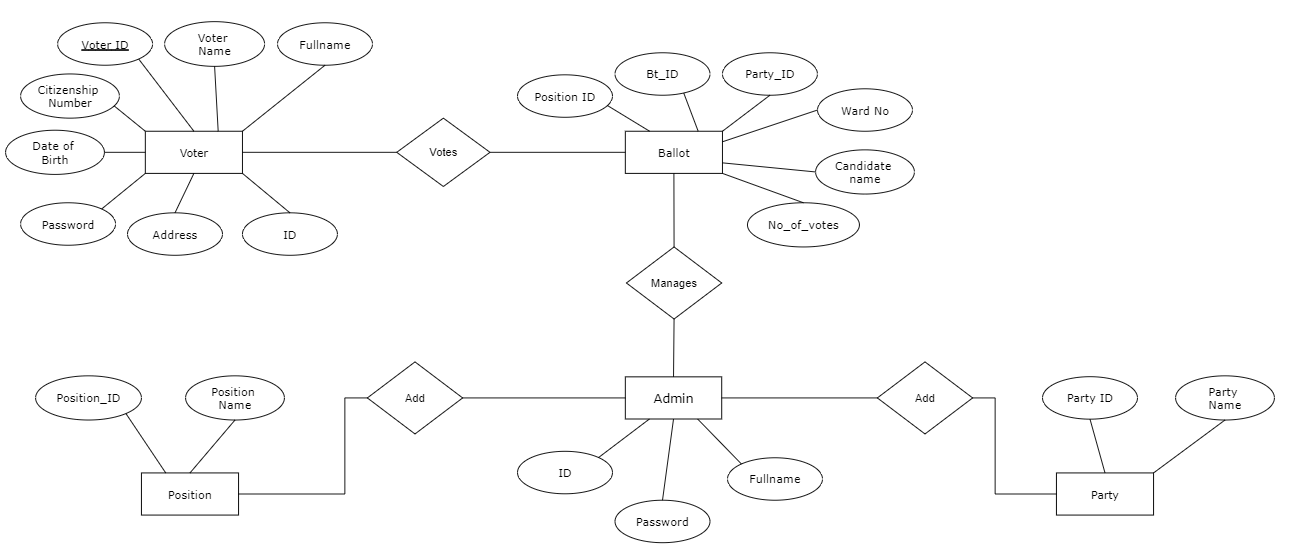 Voter ID
Voter
Name
Fullname
Citizenship
Number
Date of
Birth
Voter
Password
Address
ID
Votes
Position ID
Bt_ID
Party_ID
Ward No
Ballot
Candidate
name
No_of_votes
Manages
Position_ID
Position
Name
Add
Admin
Add
Party ID
Party
Name
ID
Fullname
Position
Party
Password